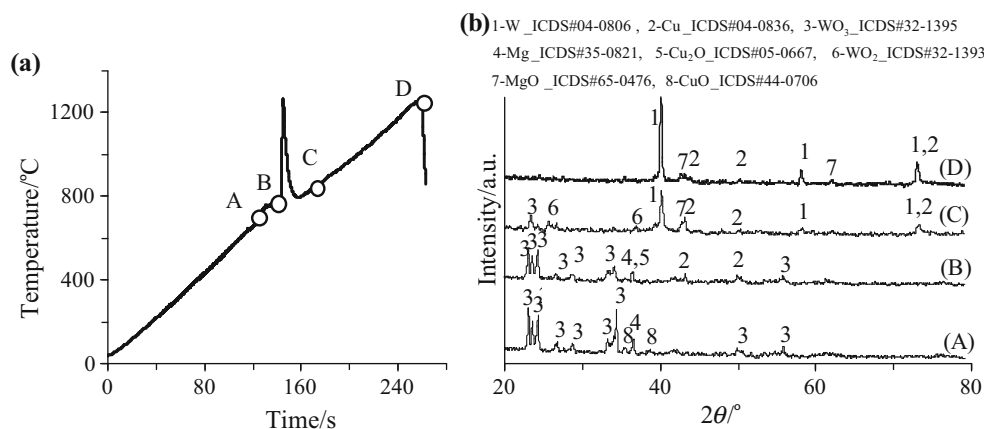 (a)
Temperature/°C
1200
800
400
0
A
B
C
D
0
80
160
240
Time/s
(b) 1-W_ICDS#04-0806 , 2-Cu_ICDS#04-0836, 3-WO₃_ICDS#32-1395
4-Mg_ICDS#35-0821, 5-Cu₂O_ICDS#05-0667, 6-WO₂_ICDS#32-1393
7-MgO_ICDS#65-0476, 8-CuO_ICDS#44-0706
Intensity/a.u.
1 7 2 2 1 7 1,2 (D)
3 6 6 1 7 2 2 1 1,2 (C)
3 3 3 3 3 3 4,5 2 2 3 (B)
3 3 3 3 3 3 8 4 8 3 3 (A)
20 40 60 80
2θ/°